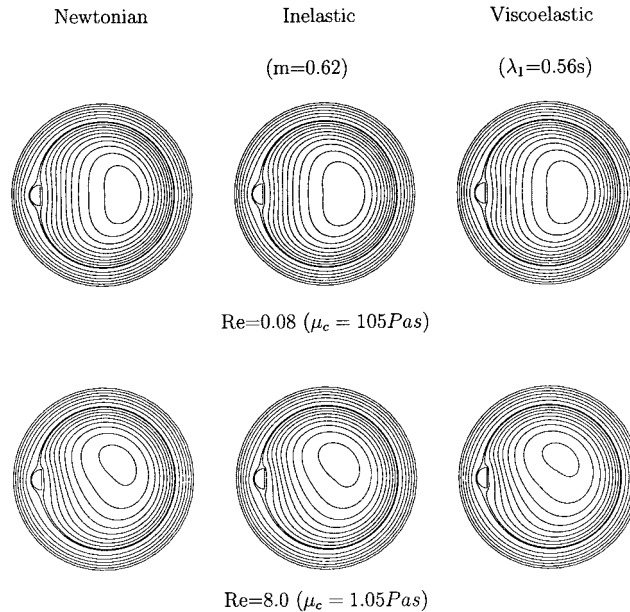 Newtonian Inelastic Viscoelastic
(m=0.62) (λ₁=0.56s)
Re=0.08 (μc = 105Pas)
Re=8.0 (μc = 1.05Pas)